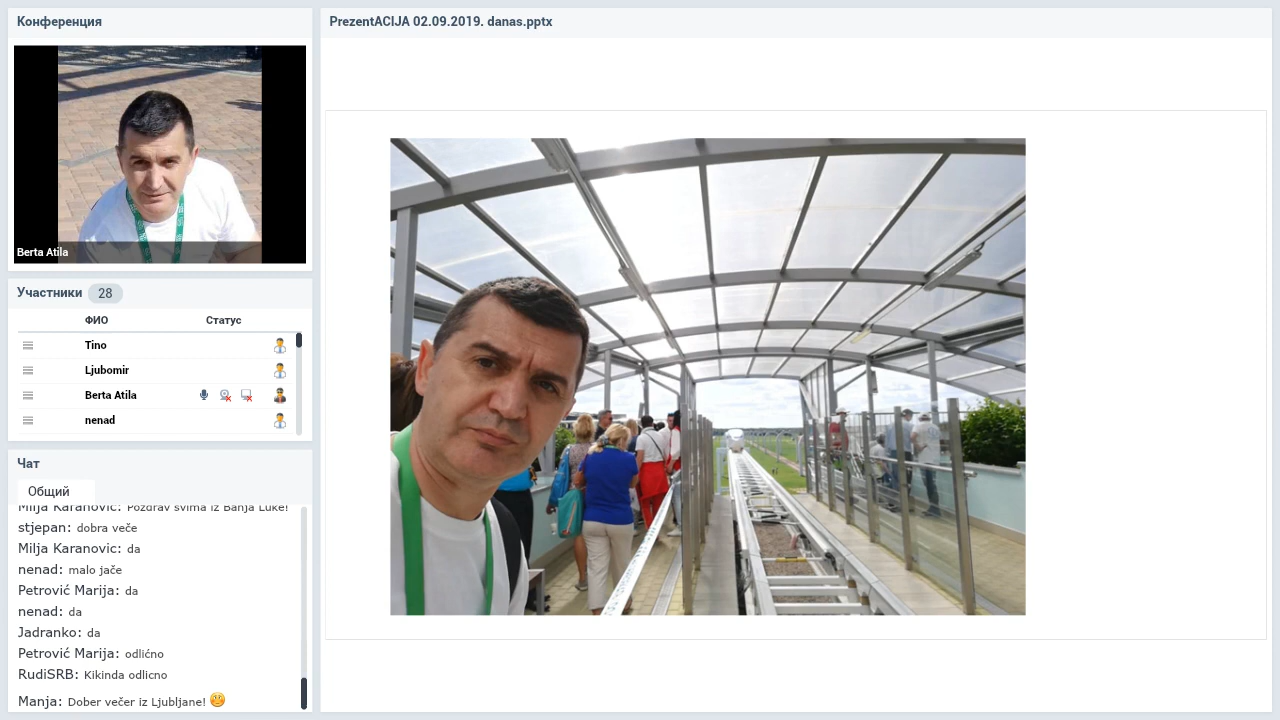 Конференция
Berta Atila
Участники 28
ФИО Статус
Tino
Ljubomir
Berta Atila
nenad
Чат
Общий
Milja Karanovic: Pozdrav svima iz Banja Luke!
stjepan: dobra veče
Milja Karanovic: da
nenad: malo jače
Petrović Marija: da
nenad: da
Jadranko: da
Petrović Marija: odlićno
RudiSRB: Kikinda odlicno
Manja: Dober večer iz Ljubljane!
PrezentACIJA 02.09.2019. danas.pptx